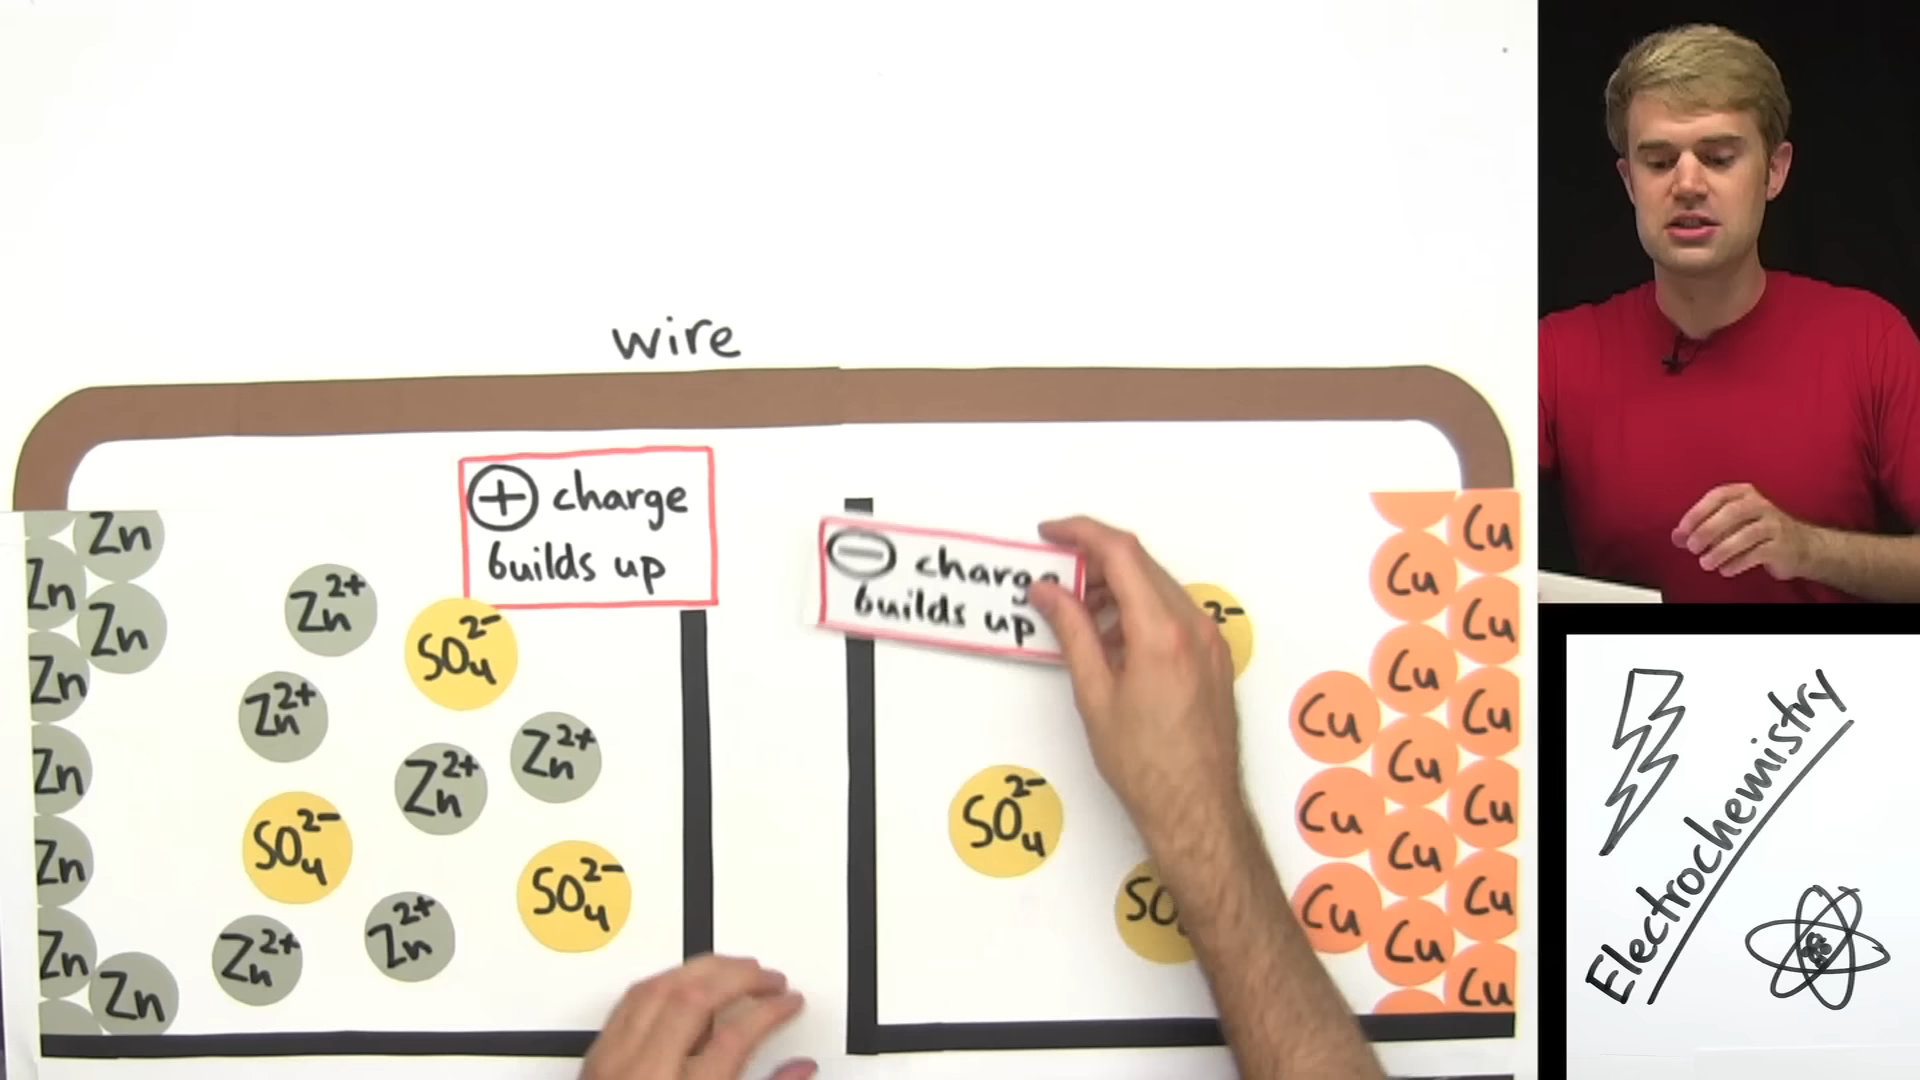 wire
+ charge
builds up
− charge
builds up
Zn
Zn
Zn
Zn
Zn
Zn
Zn
Zn
Zn²⁺
Zn²⁺
Zn²⁺
Zn²⁺
Zn²⁺
Zn²⁺
SO₄²⁻
SO₄²⁻
SO₄²⁻
SO₄²⁻
2−
SO
Cu
Cu
Cu
Cu
Cu
Cu
Cu
Cu
Cu
Cu
Cu
Cu
Cu
Cu
Electrochemistry